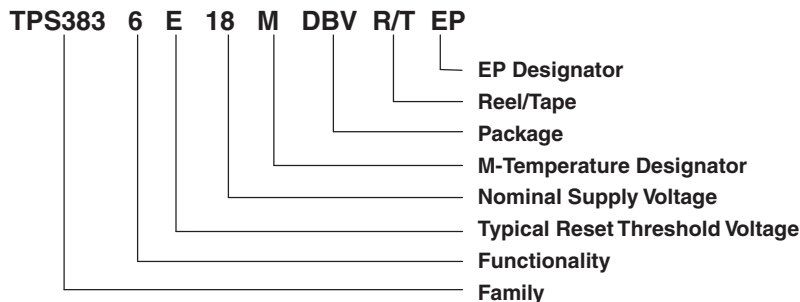 TPS383 6 E 18 M DBV R/T EP
EP Designator
Reel/Tape
Package
M-Temperature Designator
Nominal Supply Voltage
Typical Reset Threshold Voltage
Functionality
Family